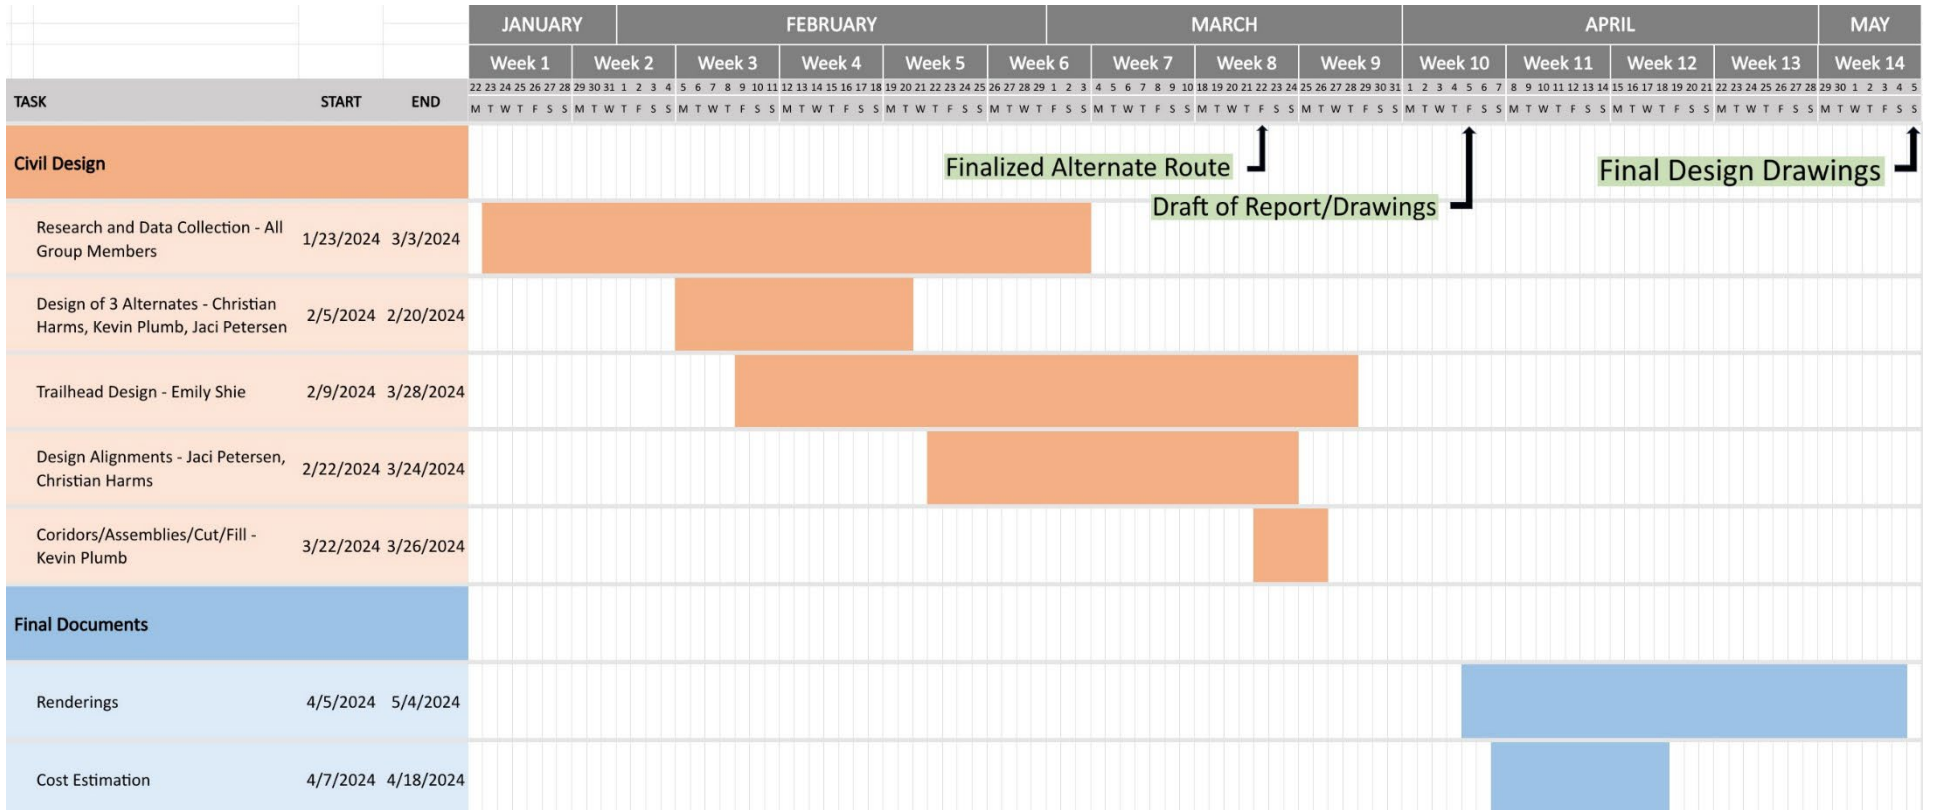 JANUARY FEBRUARY MARCH APRIL MAY
Week 1 Week 2 Week 3 Week 4 Week 5 Week 6 Week 7 Week 8 Week 9 Week 10 Week 11 Week 12 Week 13 Week 14
TASK START END
22 23 24 25 26 27 28 29 30 31 1 2 3 4 5 6 7 8 9 10 11 12 13 14 15 16 17 18 19 20 21 22 23 24 25 26 27 28 29 1 2 3 4 5 6 7 8 9 10 18 19 20 21 22 23 24 25 26 27 28 29 30 31 1 2 3 4 5 6 7 8 9 10 11 12 13 14 15 16 17 18 19 20 21 22 23 24 25 26 27 28 29 30 1 2 3 4 5
M T W T F S S M T W T F S S M T W T F S S M T W T F S S M T W T F S S M T W T F S S M T W T F S S M T W T F S S M T W T F S S M T W T F S S M T W T F S S M T W T F S S M T W T F S S M T W T F S S
Civil Design
Finalized Alternate Route
Final Design Drawings
Draft of Report/Drawings
Research and Data Collection - All
Group Members
1/23/2024 3/3/2024
Design of 3 Alternates - Christian
Harms, Kevin Plumb, Jaci Petersen
2/5/2024 2/20/2024
Trailhead Design - Emily Shie 2/9/2024 3/28/2024
Design Alignments - Jaci Petersen,
Christian Harms
2/22/2024 3/24/2024
Coridors/Assemblies/Cut/Fill -
Kevin Plumb
3/22/2024 3/26/2024
Final Documents
Renderings 4/5/2024 5/4/2024
Cost Estimation 4/7/2024 4/18/2024